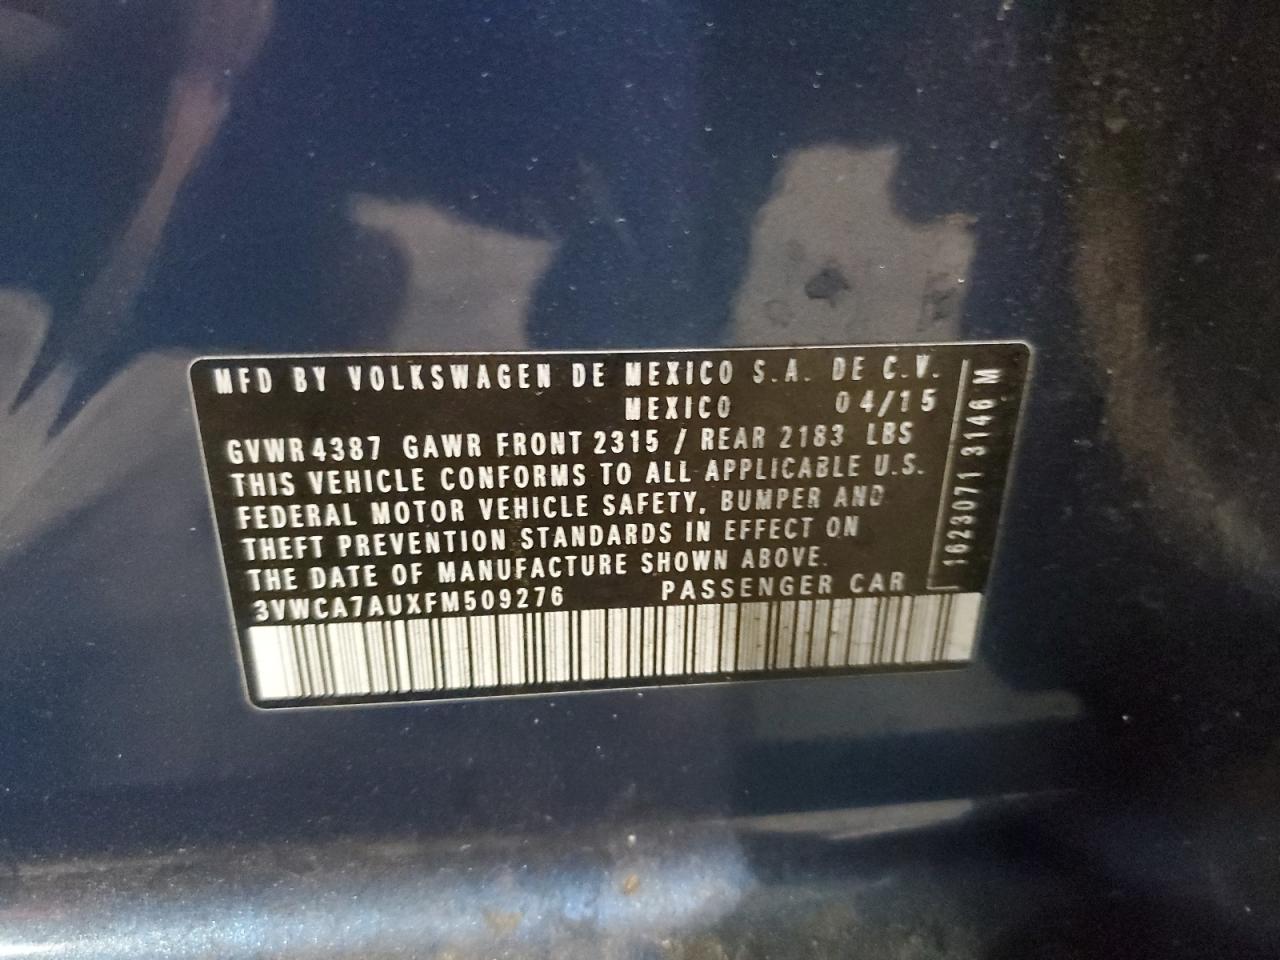 MFD BY VOLKSWAGEN DE MEXICO S.A. DE C.V.
MEXICO 04/15
GVWR 4387 GAWR FRONT 2315 / REAR 2183 LBS
THIS VEHICLE CONFORMS TO ALL APPLICABLE U.S.
FEDERAL MOTOR VEHICLE SAFETY, BUMPER AND
THEFT PREVENTION STANDARDS IN EFFECT ON
THE DATE OF MANUFACTURE SHOWN ABOVE.
3VWCA7AUXFM509276 PASSENGER CAR
1623071 3146 M